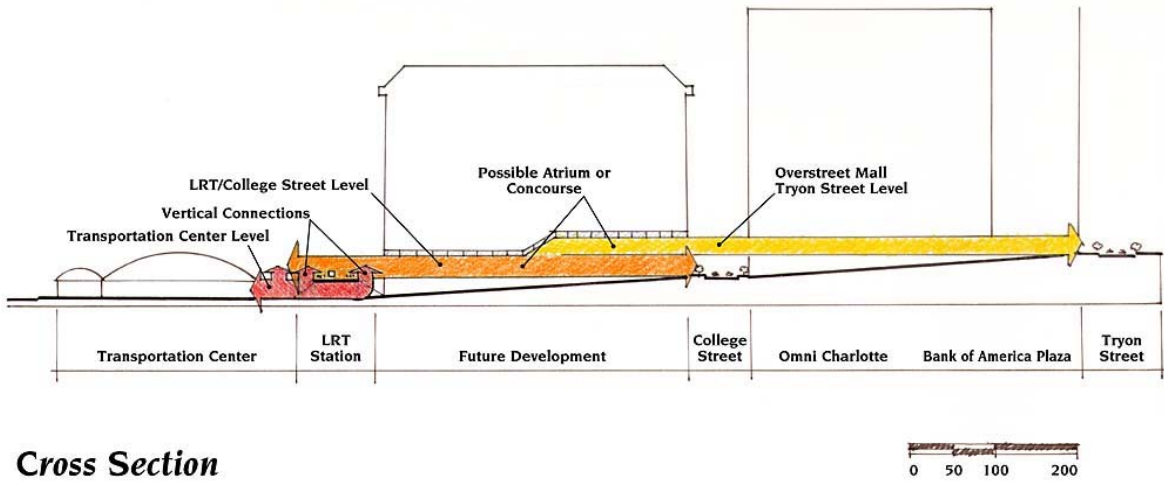 Possible Atrium or
Concourse
Overstreet Mall
Tryon Street Level
LRT/College Street Level
Vertical Connections
Transportation Center Level
Transportation Center
LRT
Station
Future Development
College
Street
Omni Charlotte
Bank of America Plaza
Tryon
Street
Cross Section
0 50 100 200